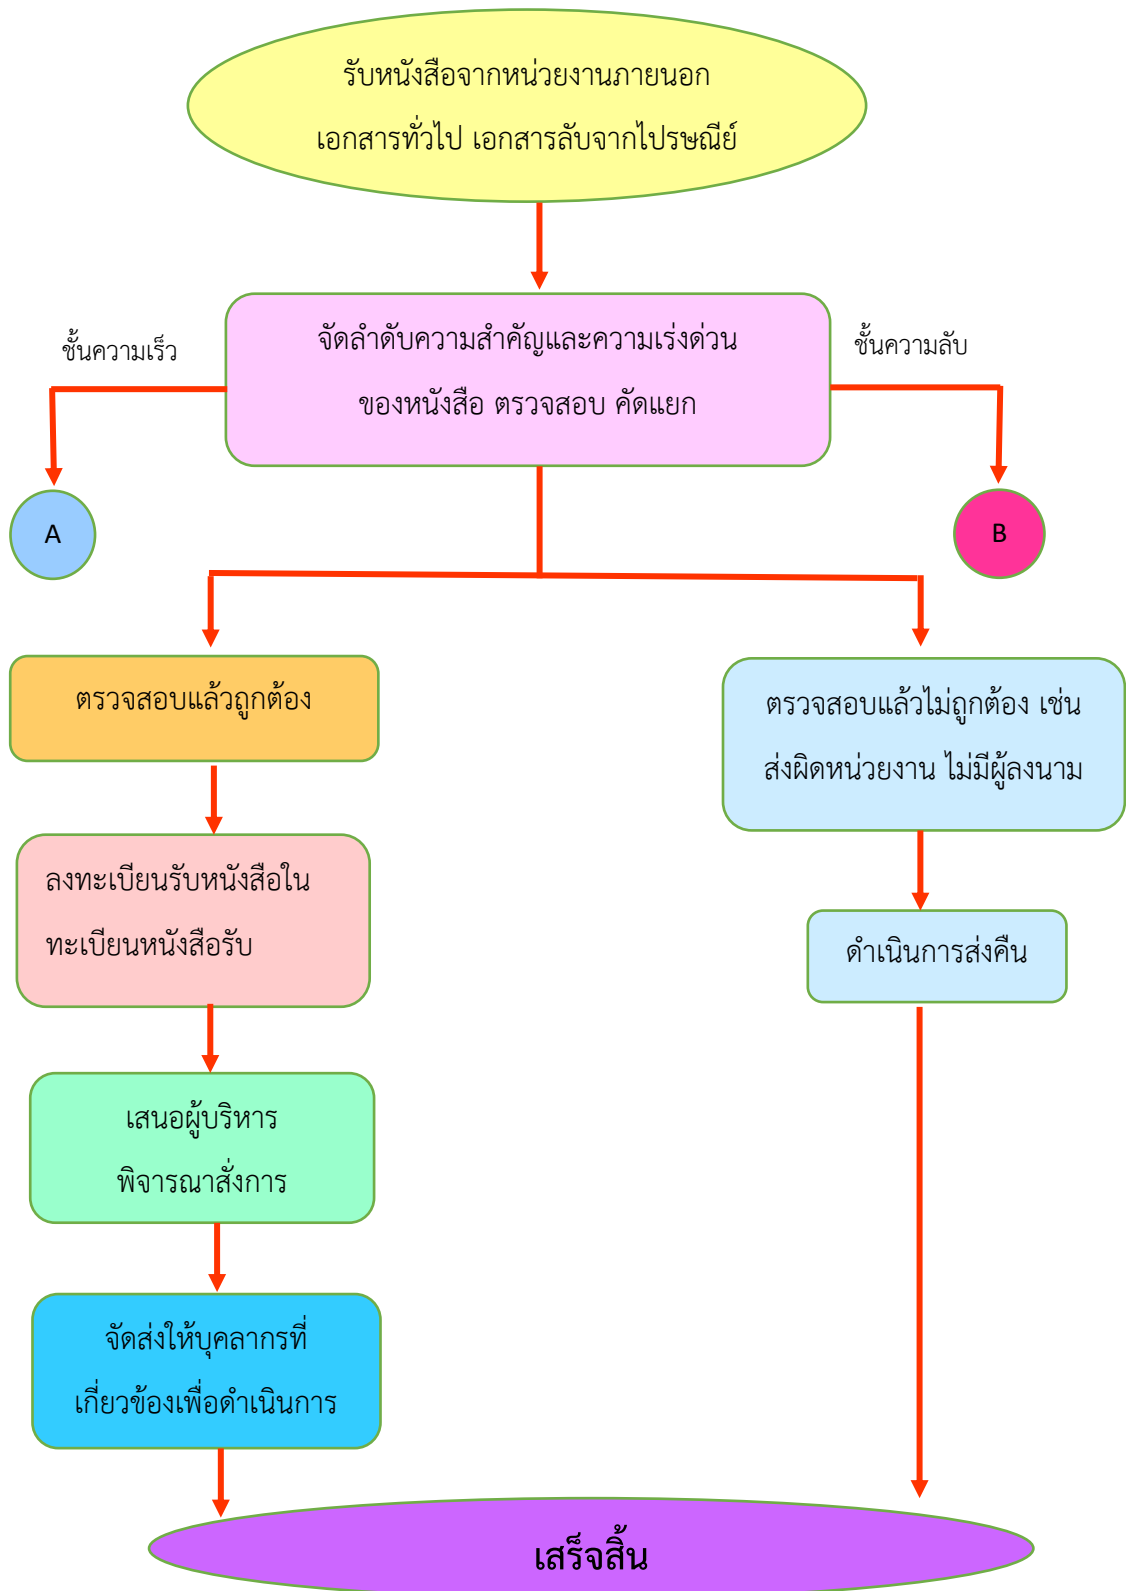 รับหนังสือจากหน่วยงานภายนอก
เอกสารทั่วไป เอกสารลับจากไปรษณีย์
จัดลำดับความสำคัญและความเร่งด่วน
ของหนังสือ ตรวจสอบ คัดแยก
ชั้นความเร็ว
ชั้นความลับ
A
B
ตรวจสอบแล้วถูกต้อง
ตรวจสอบแล้วไม่ถูกต้อง เช่น
ส่งผิดหน่วยงาน ไม่มีผู้ลงนาม
ลงทะเบียนรับหนังสือใน
ทะเบียนหนังสือรับ
ดำเนินการส่งคืน
เสนอผู้บริหาร
พิจารณาสั่งการ
จัดส่งให้บุคลากรที่
เกี่ยวข้องเพื่อดำเนินการ
เสร็จสิ้น